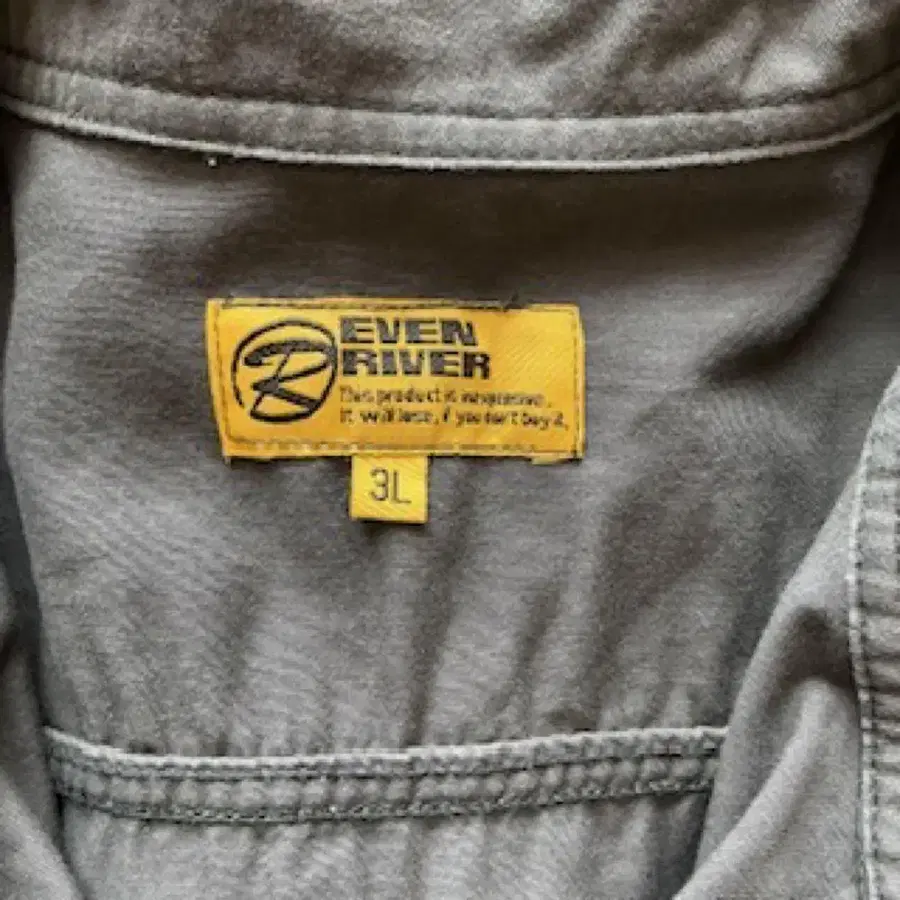 R
EVEN
RIVER
This product is inexpensive.
It will lose, if you don't buy it.
3L